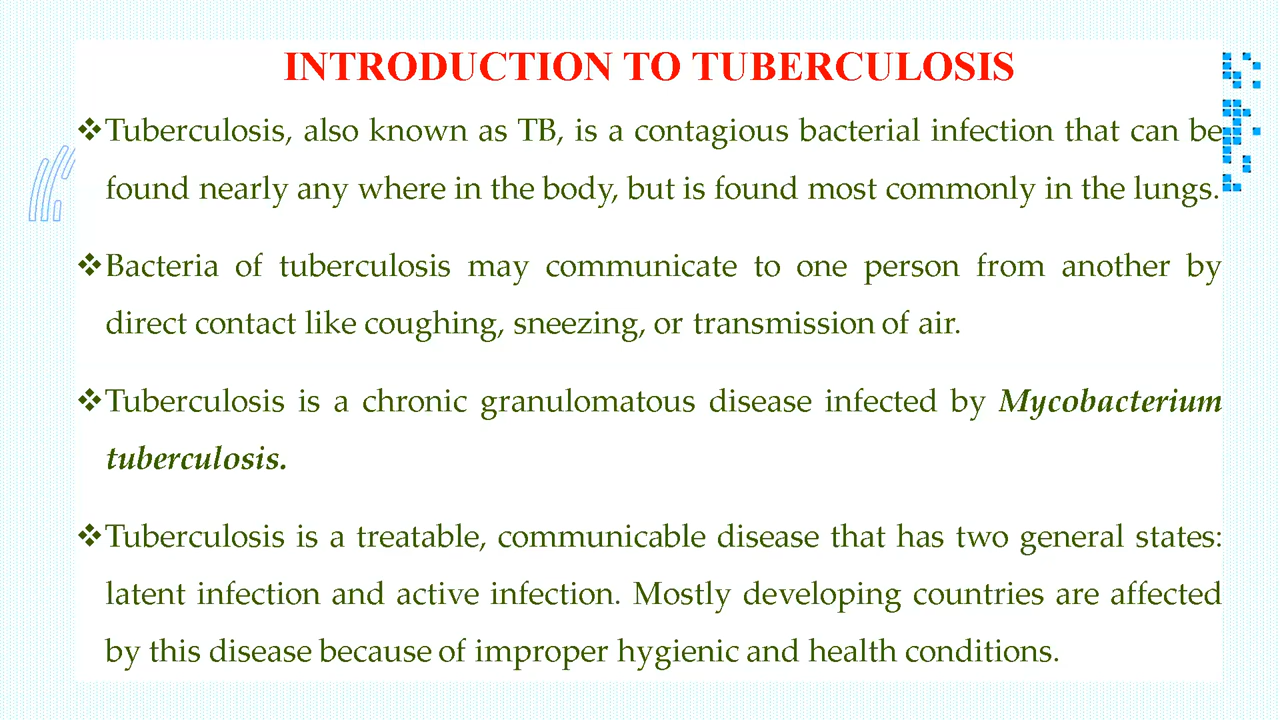 INTRODUCTION TO TUBERCULOSIS
❖Tuberculosis, also known as TB, is a contagious bacterial infection that can be
found nearly any where in the body, but is found most commonly in the lungs.
❖Bacteria of tuberculosis may communicate to one person from another by
direct contact like coughing, sneezing, or transmission of air.
❖Tuberculosis is a chronic granulomatous disease infected by Mycobacterium
tuberculosis.
❖Tuberculosis is a treatable, communicable disease that has two general states:
latent infection and active infection. Mostly developing countries are affected
by this disease because of improper hygienic and health conditions.